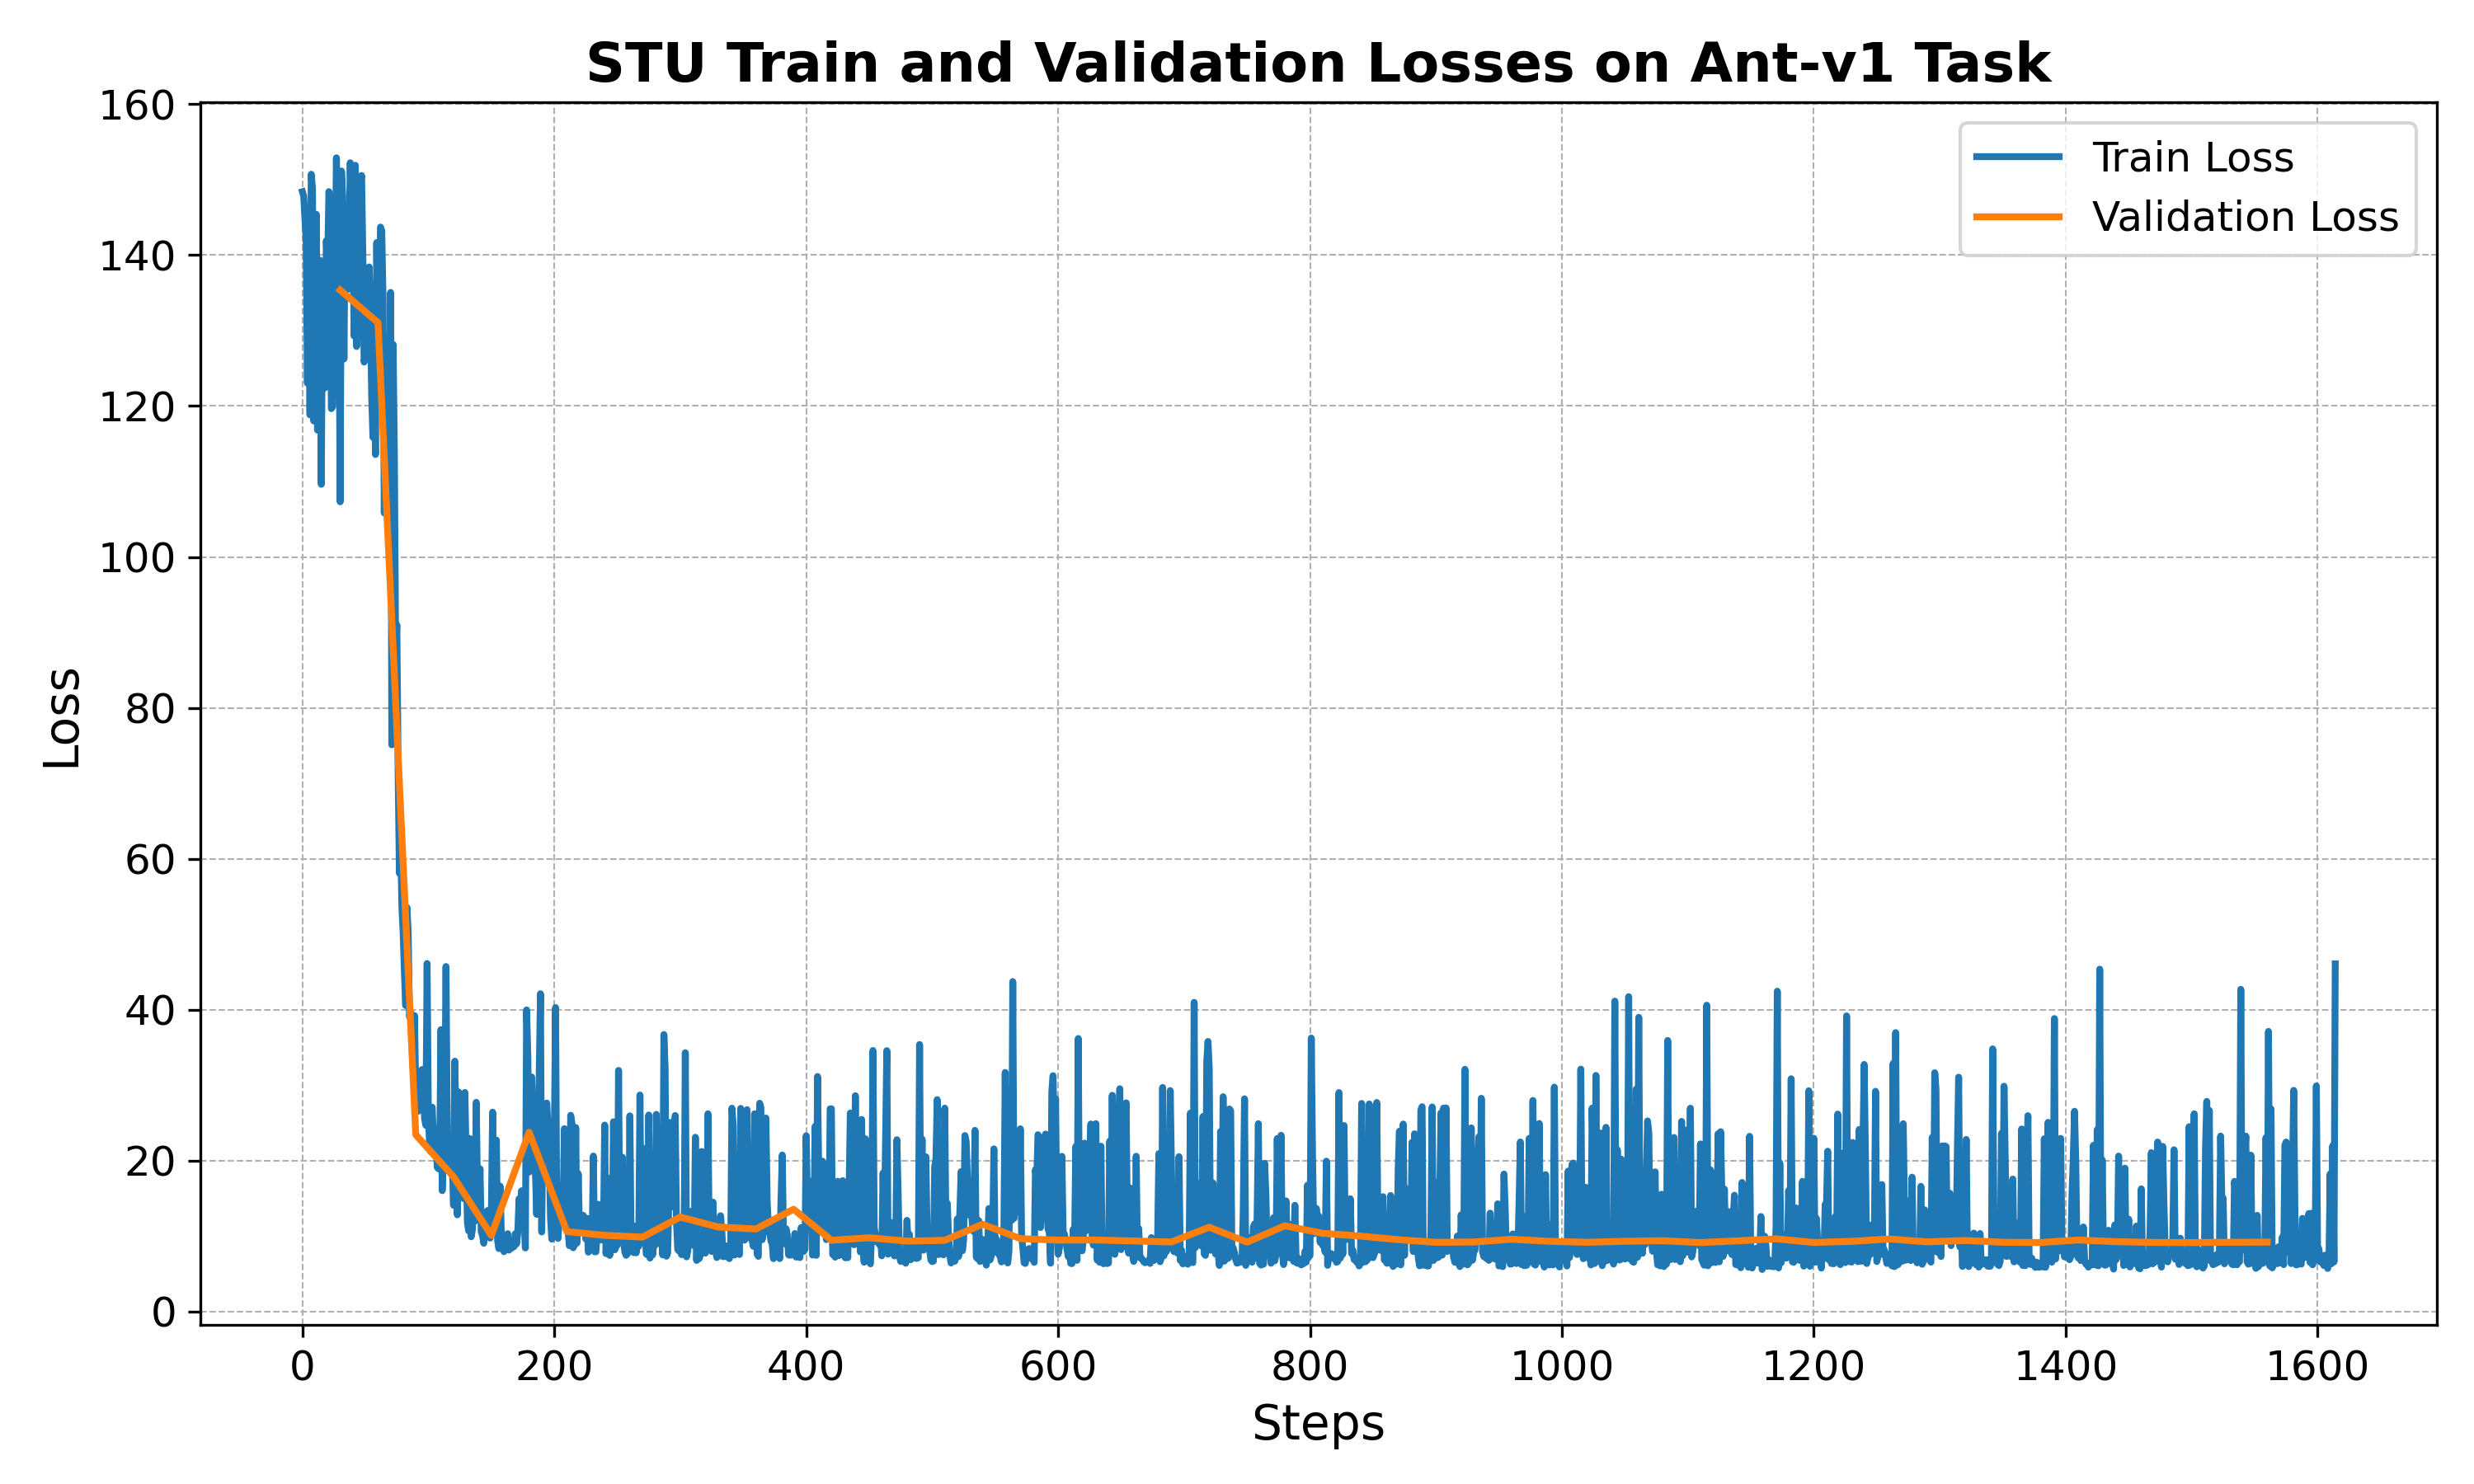 STU Train and Validation Losses on Ant-v1 Task
160
140
120
100
80
60
40
20
0
Loss
Train Loss
Validation Loss
0 200 400 600 800 1000 1200 1400 1600
Steps